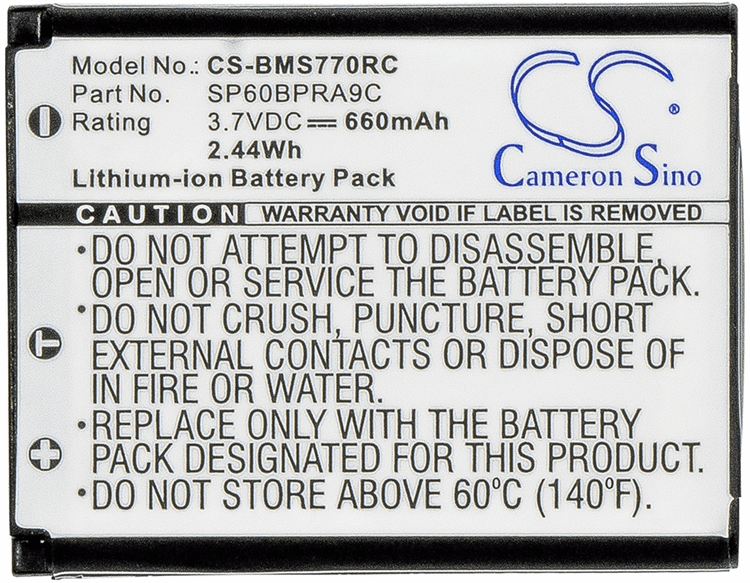 Model No.: CS-BMS770RC
Part No.: SP60BPRA9C
Rating : 3.7VDC 660mAh
2.44Wh
Lithium-ion Battery Pack
CS
Cameron Sino
CAUTION WARRANTY VOID IF LABEL IS REMOVED
•DO NOT ATTEMPT TO DISASSEMBLE,
OPEN OR SERVICE THE BATTERY PACK.
•DO NOT CRUSH, PUNCTURE, SHORT
EXTERNAL CONTACTS OR DISPOSE OF
IN FIRE OR WATER.
•REPLACE ONLY WITH THE BATTERY
PACK DESIGNATED FOR THIS PRODUCT.
•DO NOT STORE ABOVE 60°C (140°F).
T